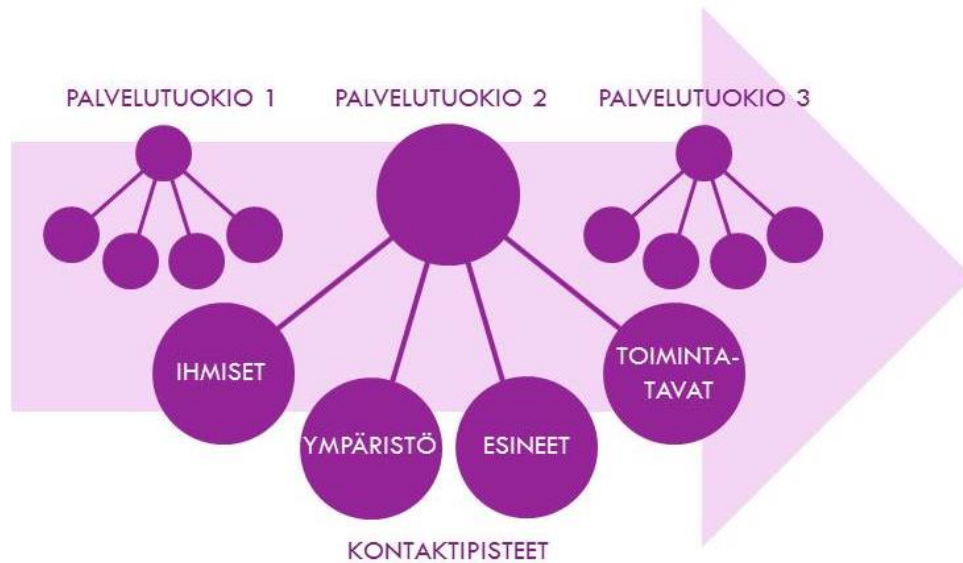 PALVELUTUOKIO 1
PALVELUTUOKIO 2
PALVELUTUOKIO 3
IHMISET
YMPÄRISTÖ
ESINEET
TOIMINTA-
TAVAT
KONTAKTIPISTEET